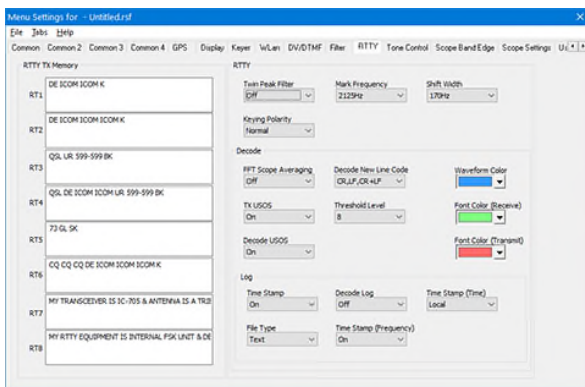 Menu Settings for - Untitled.rsf
File Tabs Help
Common Common 2 Common 3 Common 4 GPS Display Keyer WLan DV/DTMF Filter RTTY Tone Control Scope Band Edge Scope Settings
RTTY TX Memory
RT1 DE ICOM ICOM K
RT2 DE ICOM ICOM ICOM K
RT3 QSL UR 599-599 BK
RT4 QSL DE ICOM ICOM UR 599-599 BK
RT5 73 GL SK
RT6 CQ CQ CQ DE ICOM ICOM ICOM K
RT7 MY TRANSCEIVER IS IC-705 & ANTENNA IS A
RT8 MY RTTY EQUIPMENT IS INTERNAL FSK UNIT & DE
RTTY
Twin Peak Filter Mark Frequency Shift Width
Off 2125Hz 170Hz
Keying Polarity
Normal
Decode
FFT Scope Averaging Decode New Line Code Waveform Color
Off CR,LF,CR+LF
TX USOS Threshold Level Font Color (Receive)
On 8
Decode USOS Font Color (Transmit)
On
Log
Time Stamp Decode Log Time Stamp (Time)
On Off Local
File Type Time Stamp (Frequency)
Text On